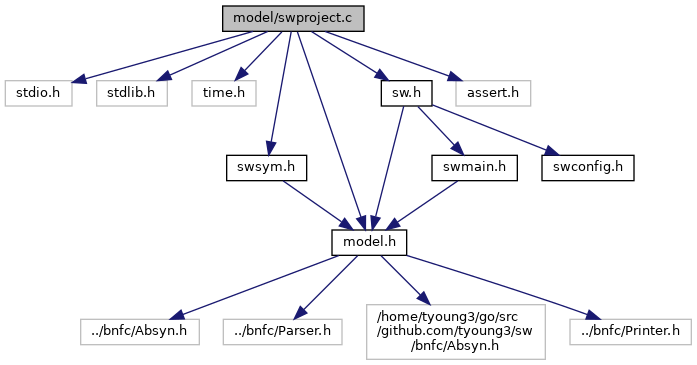 model/swproject.c
stdio.h
stdlib.h
time.h
sw.h
assert.h
swsym.h
swmain.h
swconfig.h
model.h
../bnfc/Absyn.h
../bnfc/Parser.h
/home/tyoung3/go/src
/github.com/tyoung3/sw
/bnfc/Absyn.h
../bnfc/Printer.h